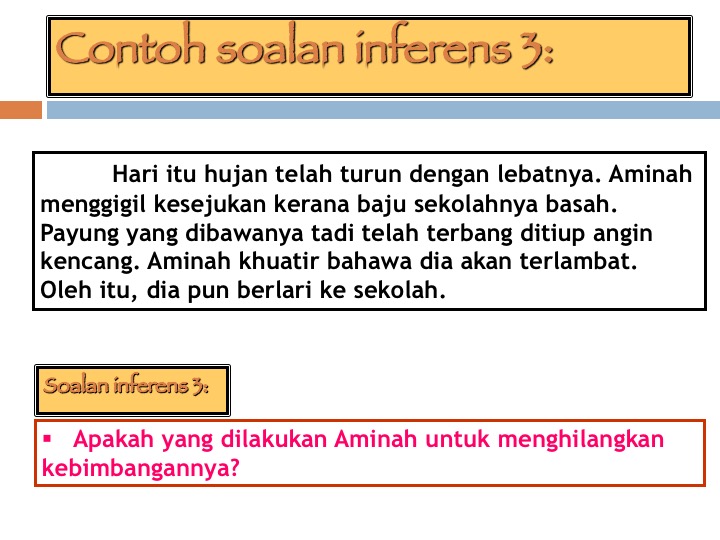 Contoh soalan inferens 3:
Hari itu hujan telah turun dengan lebatnya. Aminah
menggigil kesejukan kerana baju sekolahnya basah.
Payung yang dibawanya tadi telah terbang ditiup angin
kencang. Aminah khuatir bahawa dia akan terlambat.
Oleh itu, dia pun berlari ke sekolah.
Soalan inferens 3:
▪ Apakah yang dilakukan Aminah untuk menghilangkan
kebimbangannya?